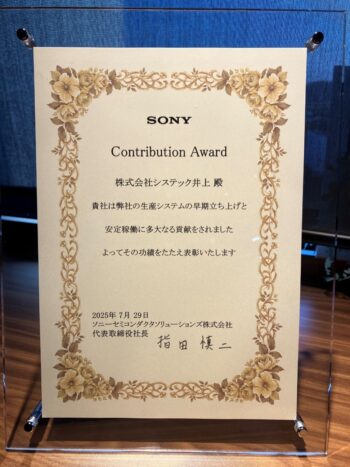 SONY
Contribution Award
株式会社システック井上 殿
貴社は弊社の生産システムの早期立ち上げと
安定稼働に多大なる貢献をされました
よってその功績をたたえ表彰いたします
2025年 7月 29日
ソニーセミコンダクタソリューションズ株式会社
代表取締役社長
指田 慎二